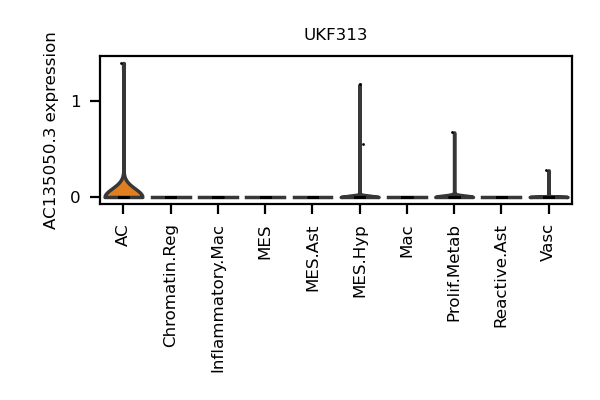 UKF313
AC135050.3 expression
1
0
AC
Chromatin.Reg
Inflammatory.Mac
MES
MES.Ast
MES.Hyp
Mac
Prolif.Metab
Reactive.Ast
Vasc